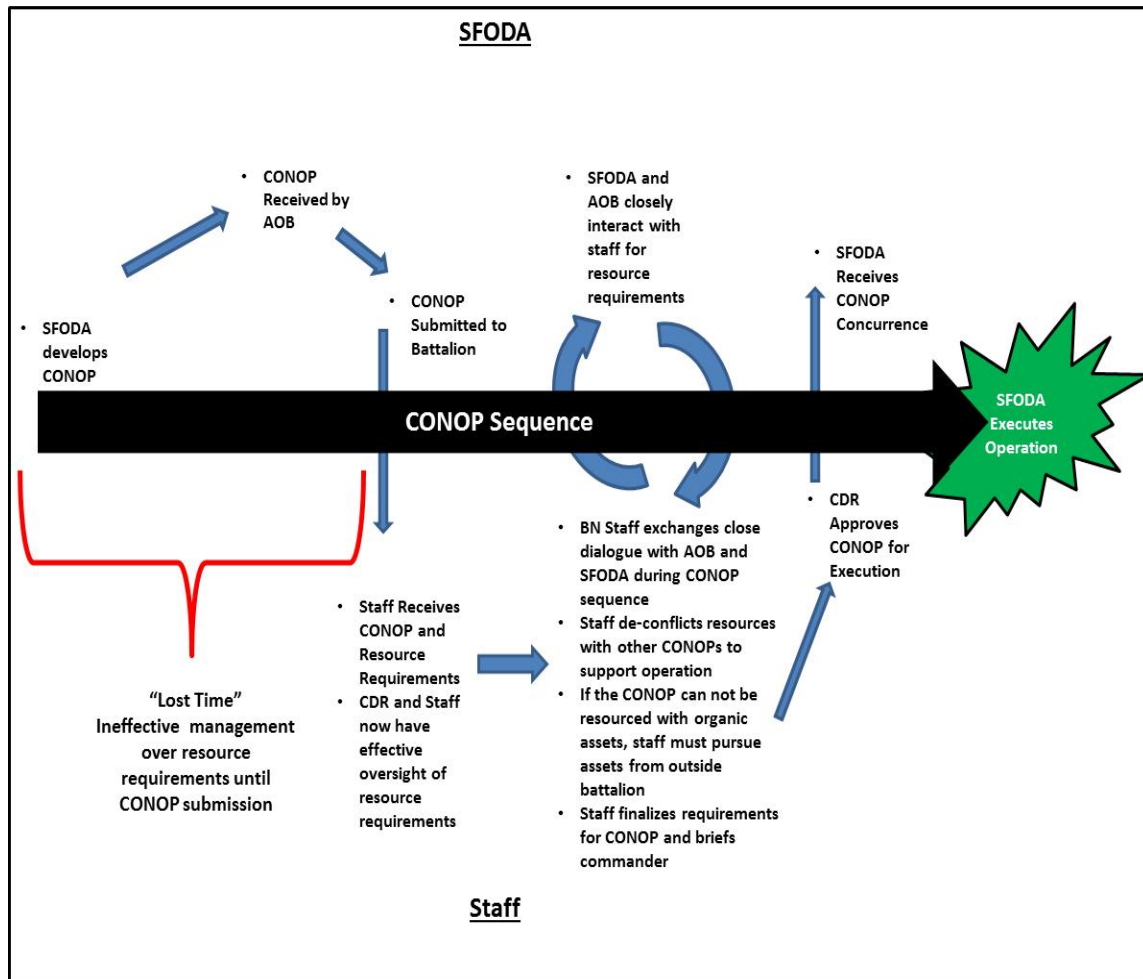 SFODA
• CONOP
Received by
AOB
• SFODA and
AOB closely
interact with
staff for
resource
requirements
• SFODA
Receives
CONOP
Concurrence
• CONOP
Submitted to
Battalion
• SFODA
develops
CONOP
CONOP Sequence
SFODA
Executes
Operation
• CDR
Approves
CONOP for
Execution
• BN Staff exchanges close
dialogue with AOB and
SFODA during CONOP
sequence
• Staff de-conflicts resources
with other CONOPs to
support operation
• If the CONOP can not be
resourced with organic
assets, staff must pursue
assets from outside
battalion
• Staff finalizes requirements
for CONOP and briefs
commander
• Staff Receives
CONOP and
Resource
Requirements
• CDR and Staff
now have
effective
oversight of
resource
requirements
“Lost Time”
Ineffective management
over resource
requirements until
CONOP submission
Staff